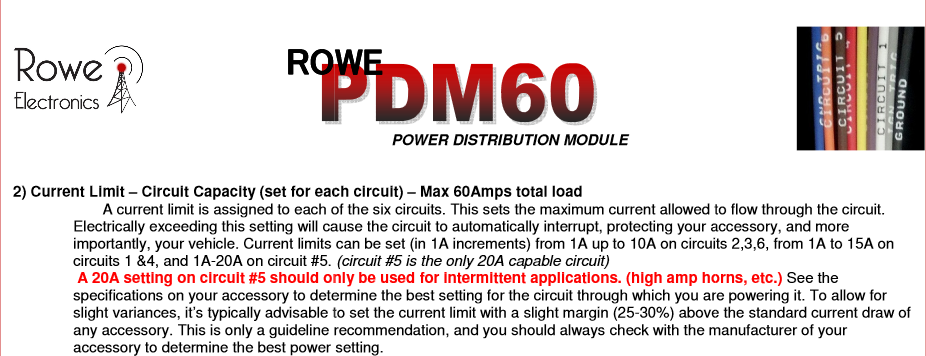 Rowe
Electronics
ROWE
PDM60
POWER DISTRIBUTION MODULE
CIRCUIT 6
CIRCUIT 5
CIRCUIT 4
CIRCUIT 1
GROUND
2) Current Limit – Circuit Capacity (set for each circuit) – Max 60Amps total load
A current limit is assigned to each of the six circuits. This sets the maximum current allowed to flow through the circuit.
Electrically exceeding this setting will cause the circuit to automatically interrupt, protecting your accessory, and more
importantly, your vehicle. Current limits can be set (in 1A increments) from 1A up to 10A on circuits 2,3,6, from 1A to 15A on
circuits 1 &4, and 1A-20A on circuit #5. (circuit #5 is the only 20A capable circuit)
A 20A setting on circuit #5 should only be used for intermittent applications. (high amp horns, etc.) See the
specifications on your accessory to determine the best setting for the circuit through which you are powering it. To allow for
slight variances, it's typically advisable to set the current limit with a slight margin (25-30%) above the standard current draw of
any accessory. This is only a guideline recommendation, and you should always check with the manufacturer of your
accessory to determine the best power setting.